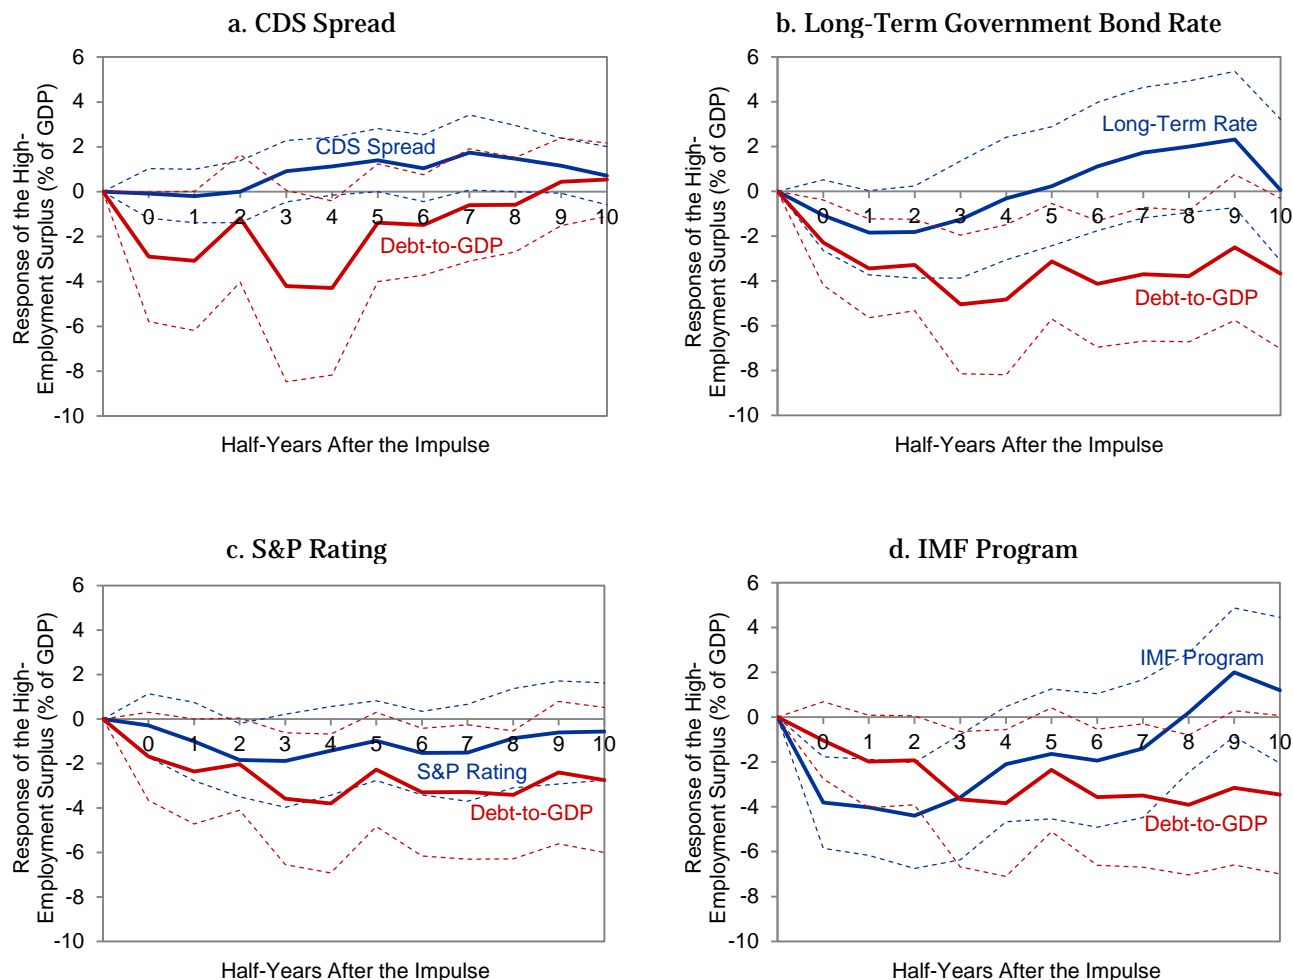 a. CDS Spread
Response of the High-
Employment Surplus (% of GDP)
6
4
2
0
-2
-4
-6
-8
-10
CDS Spread
Debt-to-GDP
0 1 2 3 4 5 6 7 8 9 10
Half-Years After the Impulse
b. Long-Term Government Bond Rate
Response of the High-
Employment Surplus (% of GDP)
6
4
2
0
-2
-4
-6
-8
-10
Long-Term Rate
0 1 2 3 4 5 6 7 8 9 10
Debt-to-GDP
Half-Years After the Impulse
c. S&P Rating
Response of the High-
Employment Surplus (% of GDP)
6
4
2
0
-2
-4
-6
-8
-10
0 1 2 3 4 5 6 7 8 9 10
S&P Rating
Debt-to-GDP
Half-Years After the Impulse
d. IMF Program
Response of the High-
Employment Surplus (% of GDP)
6
4
2
0
-2
-4
-6
-8
-10
IMF Program
0 1 2 3 4 5 6 7 8 9 10
Debt-to-GDP
Half-Years After the Impulse